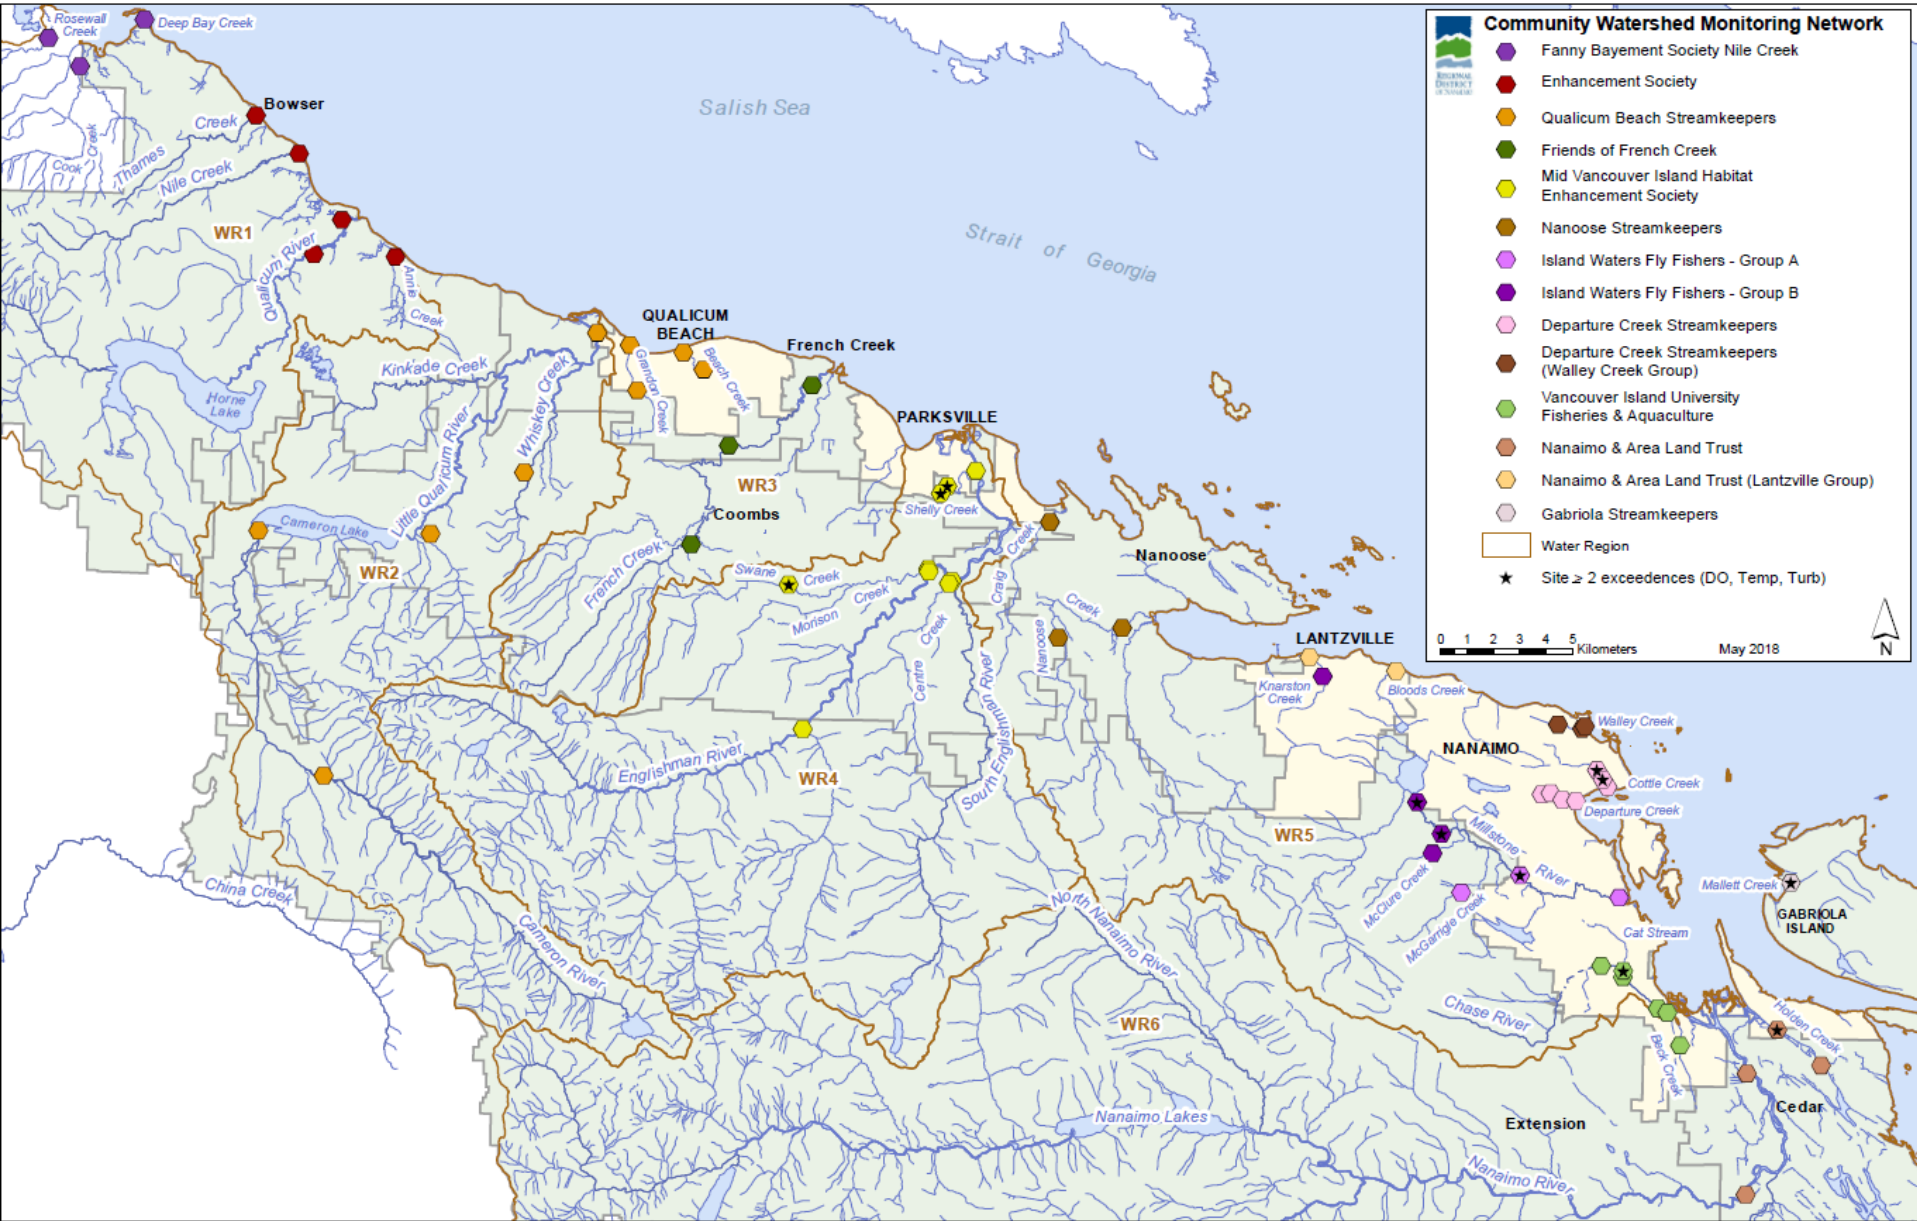 Community Watershed Monitoring Network
REGIONAL
DISTRICT
OF NANAIMO
Fanny Bayement Society Nile Creek
Enhancement Society
Qualicum Beach Streamkeepers
Friends of French Creek
Mid Vancouver Island Habitat
Enhancement Society
Nanoose Streamkeepers
Island Waters Fly Fishers - Group A
Island Waters Fly Fishers - Group B
Departure Creek Streamkeepers
Departure Creek Streamkeepers
(Walley Creek Group)
Vancouver Island University
Fisheries & Aquaculture
Nanaimo & Area Land Trust
Nanaimo & Area Land Trust (Lantzville Group)
Gabriola Streamkeepers
Water Region
Site ≥ 2 exceedences (DO, Temp, Turb)
0 1 2 3 4 5
Kilometers
May 2018
N
Rosewall
Creek
Deep Bay Creek
Bowser
Creek
Thames
Cook
Creek
Nile Creek
WR1
Qualicum River
Annie
Creek
Horne
Lake
Kinkade Creek
Salish Sea
Strait of Georgia
QUALICUM
BEACH
French Creek
Grandon Creek
Beach Creek
Whiskey Creek
Little Qualicum River
PARKSVILLE
WR3
Coombs
Shelly Creek
Cameron Lake
WR2
French Creek
Swane
Creek
Morison
Creek
Craig
Creek
Nanoose
Centre
Creek
Nanoose
Creek
South Englishman River
Englishman River
WR4
LANTZVILLE
Knarston
Creek
Bloods Creek
Walley Creek
NANAIMO
Cottle Creek
Departure Creek
WR5
Millstone
River
McClure Creek
McGarrigle Creek
Mallett Creek
GABRIOLA
ISLAND
Cat Stream
China Creek
Cameron River
North Nanaimo River
WR6
Chase River
Holden Creek
Beck Creek
Cedar
Nanaimo Lakes
Extension
Nanaimo River